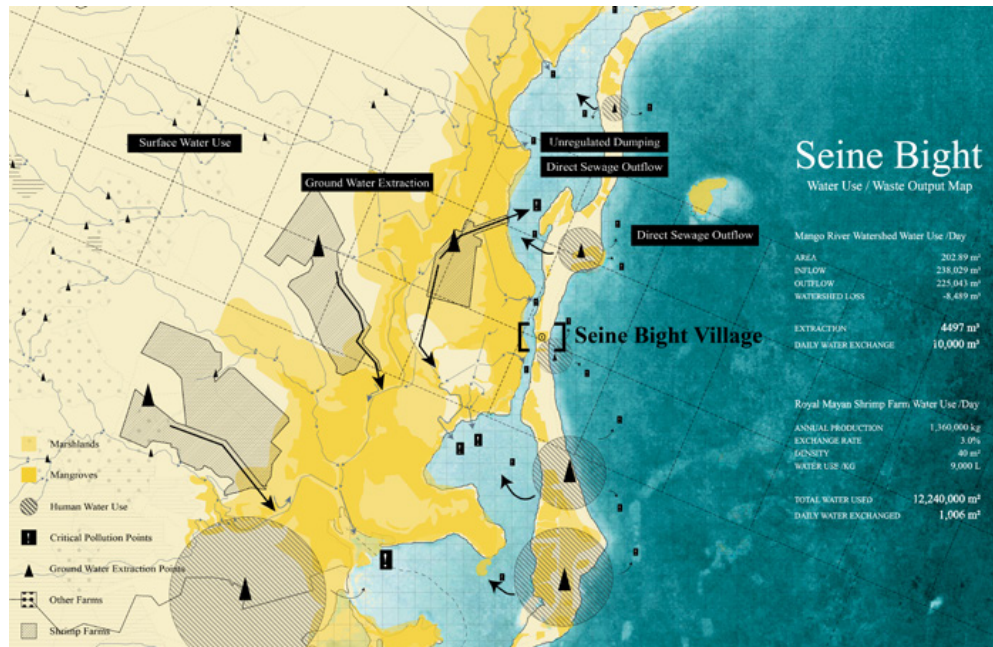 Surface Water Use
Ground Water Extraction
Unregulated Dumping
Direct Sewage Outflow
Direct Sewage Outflow
Seine Bight Village
Seine Bight
Water Use / Waste Output Map
Mango River Watershed Water Use /Day
AREA 202.89 m²
INFLOW 238,029 m³
OUTFLOW 225,043 m³
WATERSHED LOSS -8,489 m³
EXTRACTION 4497 m³
DAILY WATER EXCHANGE 10,000 m³
Royal Mayan Shrimp Farm Water Use /Day
ANNUAL PRODUCTION 1,360,000 kg
EXCHANGE RATE 3.0%
DENSITY 40 m²
WATER USE /KG 9,000 L
TOTAL WATER USED 12,240,000 m³
DAILY WATER EXCHANGED 1,006 m³
Marshlands
Mangroves
Human Water Use
Critical Pollution Points
Ground Water Extraction Points
Other Farms
Shrimp Farms